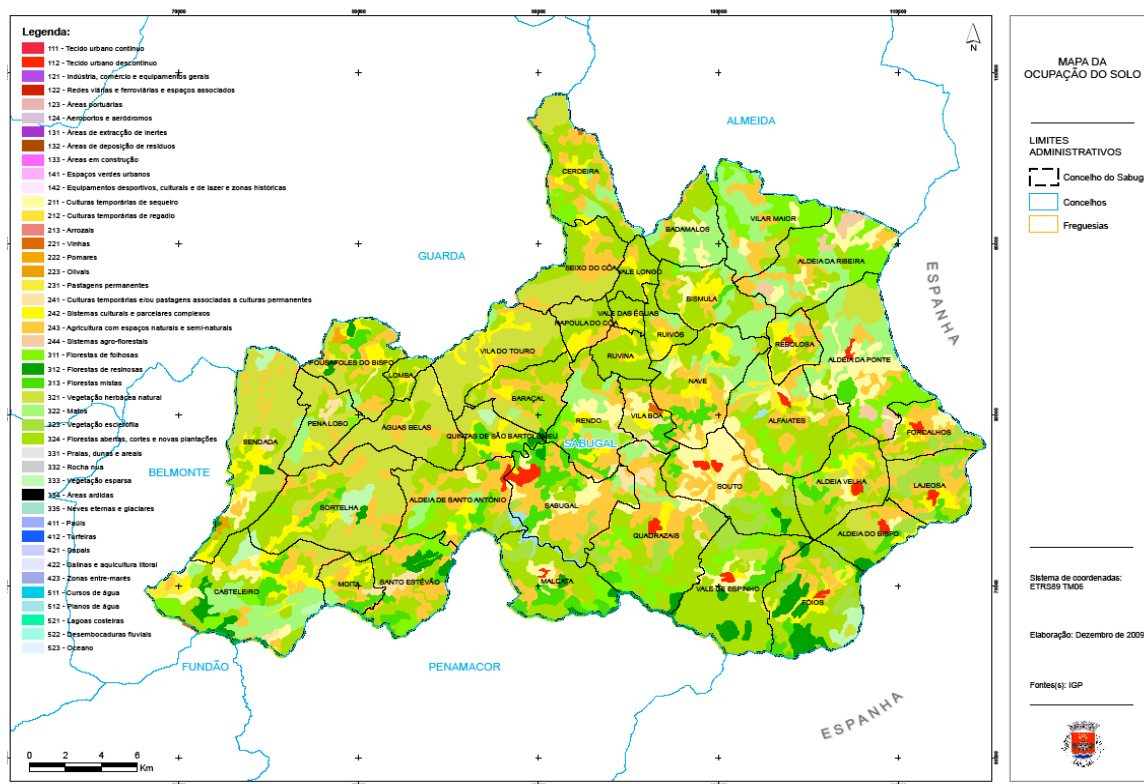 Legenda:
111 - Tecido urbano contínuo
112 - Tecido urbano descontínuo
121 - Indústria, comércio e equipamentos gerais
122 - Redes viárias e ferroviárias e espaços associados
123 - Áreas portuárias
124 - Aeroportos e aeródromos
131 - Áreas de extracção de inertes
132 - Áreas de deposição de resíduos
133 - Áreas em construção
141 - Espaços verdes urbanos
142 - Equipamentos desportivos, culturais e de lazer e zonas históricas
211 - Culturas temporárias de sequeiro
212 - Culturas temporárias de regadio
213 - Arrozais
221 - Vinhas
222 - Pomares
223 - Olivais
231 - Pastagens permanentes
241 - Culturas temporárias e/ou pastagens associadas a culturas permanentes
242 - Sistemas culturais e parcelares complexos
243 - Agricultura com espaços naturais e semi-naturais
244 - Sistemas agro-florestais
311 - Florestas de folhosas
312 - Florestas de resinosas
313 - Florestas mistas
321 - Vegetação herbácea natural
322 - Matos
323 - Vegetação esclerófila
324 - Florestas abertas, cortes e novas plantações
331 - Praias, dunas e areais
332 - Rocha nua
333 - Vegetação esparsa
334 - Áreas ardidas
335 - Neves eternas e glaciares
411 - Paúis
412 - Turfeiras
421 - Sapais
422 - Salinas e aquicultura litoral
423 - Zonas entre-marés
511 - Cursos de água
512 - Planos de água
521 - Lagoas costeiras
522 - Desembocaduras fluviais
523 - Oceano
70000
80000
90000
100000
110000
N
ALMEIDA
GUARDA
BELMONTE
FUNDÃO
PENAMACOR
SABUGAL
ESPANHA
ESPANHA
CERDEIRA
BADAMALOS
VILAR MAIOR
ALDEIA DA RIBEIRA
SEIXO DO CÔA
VALE LONGO
BISMULA
VALE DAS ÉGUAS
RAPOULA DO CÔA
RUIVÓS
REBOLOSA
ALDEIA DA PONTE
POUSAFOLES DO BISPO
LOMBA
VILA DO TOURO
RUVINA
NAVE
BARAÇAL
RENDO
VILA BOA
ALFAIATES
FORCALHOS
PENA LOBO
AGUAS BELAS
QUINTAS DE SÃO BARTOLOMEU
BENDADA
SORTELHA
ALDEIA DE SANTO ANTÓNIO
SABUGAL
SOUTO
ALDEIA VELHA
LAJEOSA
QUADRAZAIS
ALDEIA DO BISPO
CASTELEIRO
MOITA
SANTO ESTÊVÃO
MALCATA
VALE DE ESPINHO
FOIOS
0 2 4 6
Km
MAPA DA
OCUPAÇÃO DO SOLO
LIMITES
ADMINISTRATIVOS
Concelho do Sabug
Concelhos
Freguesias
Sistema de coordenadas:
ETRS89 TM06
Elaboração: Dezembro de 2009
Fontes(s): IGP